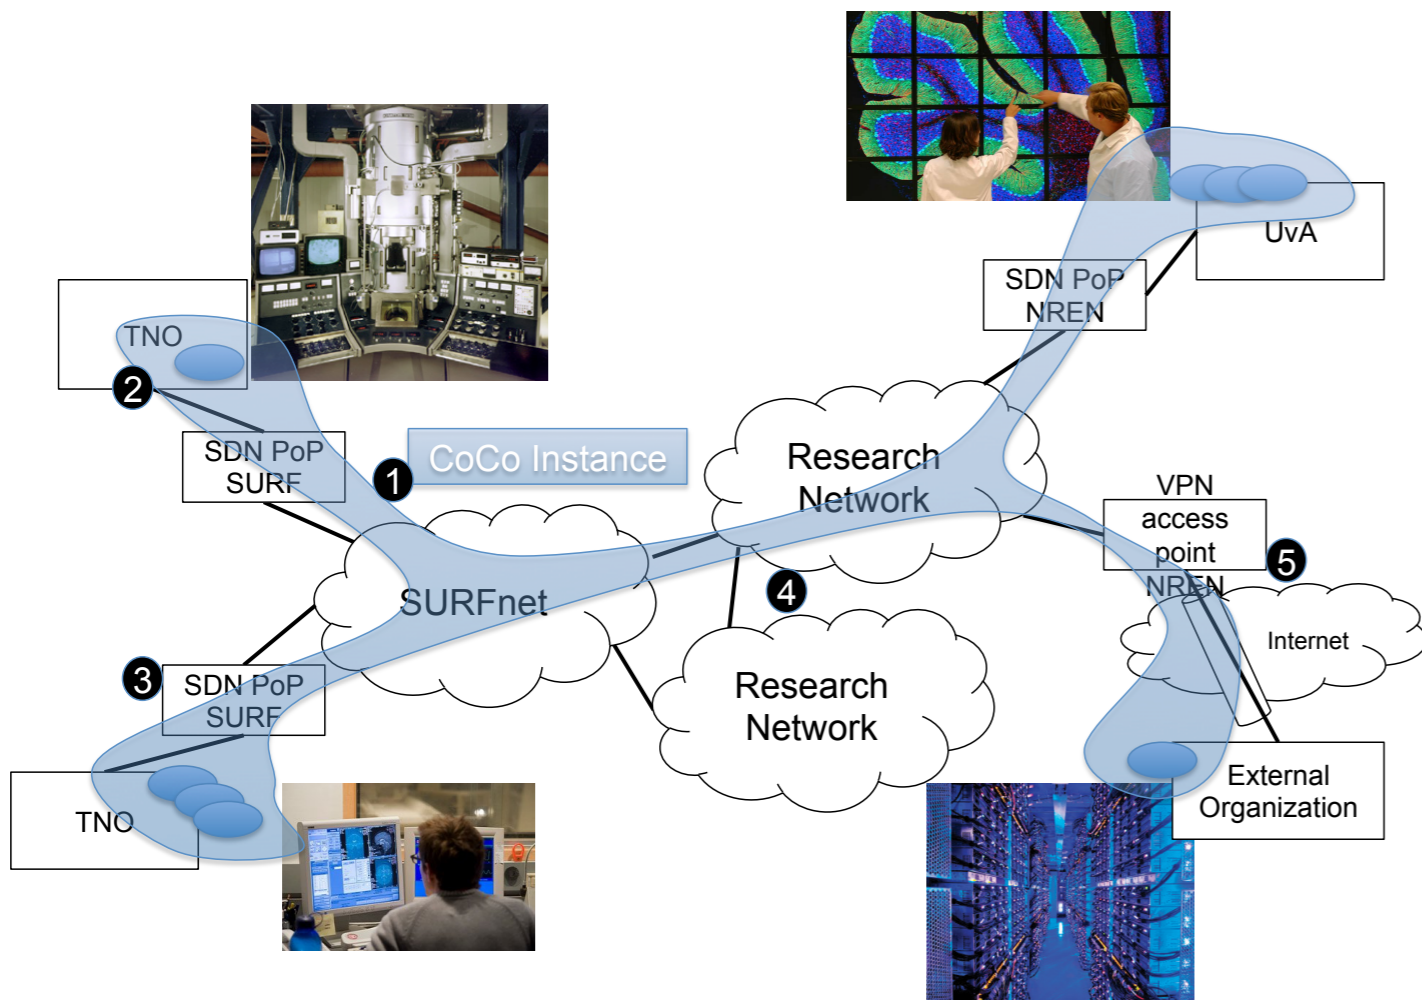 UvA
SDN PoP
NREN
TNO
2
SDN PoP
SURF
1
CoCo Instance
Research
Network
VPN
access
point
NREN
5
SURFnet
4
Internet
3
SDN PoP
SURF
Research
Network
TNO
External
Organization